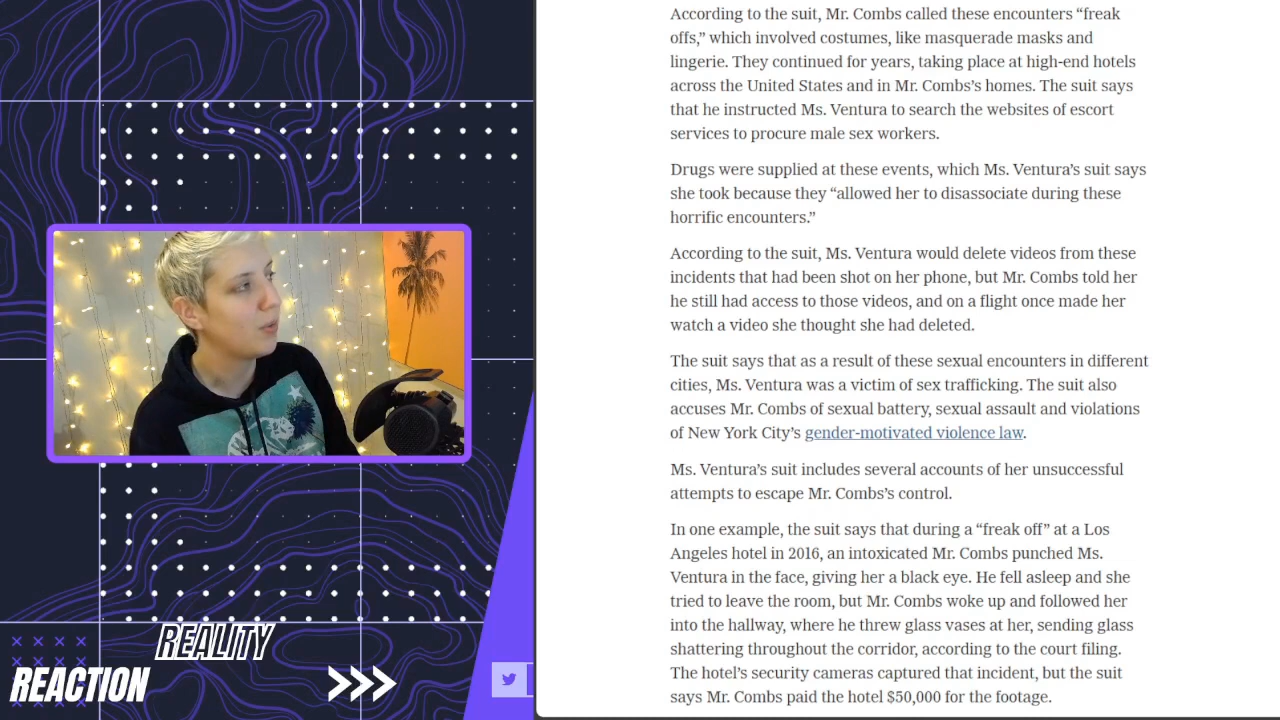 According to the suit, Mr. Combs called these encounters “freak
offs,” which involved costumes, like masquerade masks and
lingerie. They continued for years, taking place at high-end hotels
across the United States and in Mr. Combs’s homes. The suit says
that he instructed Ms. Ventura to search the websites of escort
services to procure male sex workers.
Drugs were supplied at these events, which Ms. Ventura’s suit says
she took because they “allowed her to disassociate during these
horrific encounters.”
According to the suit, Ms. Ventura would delete videos from these
incidents that had been shot on her phone, but Mr. Combs told her
he still had access to those videos, and on a flight once made her
watch a video she thought she had deleted.
The suit says that as a result of these sexual encounters in different
cities, Ms. Ventura was a victim of sex trafficking. The suit also
accuses Mr. Combs of sexual battery, sexual assault and violations
of New York City’s gender-motivated violence law.
Ms. Ventura’s suit includes several accounts of her unsuccessful
attempts to escape Mr. Combs’s control.
In one example, the suit says that during a “freak off” at a Los
Angeles hotel in 2016, an intoxicated Mr. Combs punched Ms.
Ventura in the face, giving her a black eye. He fell asleep and she
tried to leave the room, but Mr. Combs woke up and followed her
into the hallway, where he threw glass vases at her, sending glass
shattering throughout the corridor, according to the court filing.
The hotel’s security cameras captured that incident, but the suit
says Mr. Combs paid the hotel $50,000 for the footage.
REALITY
REACTION